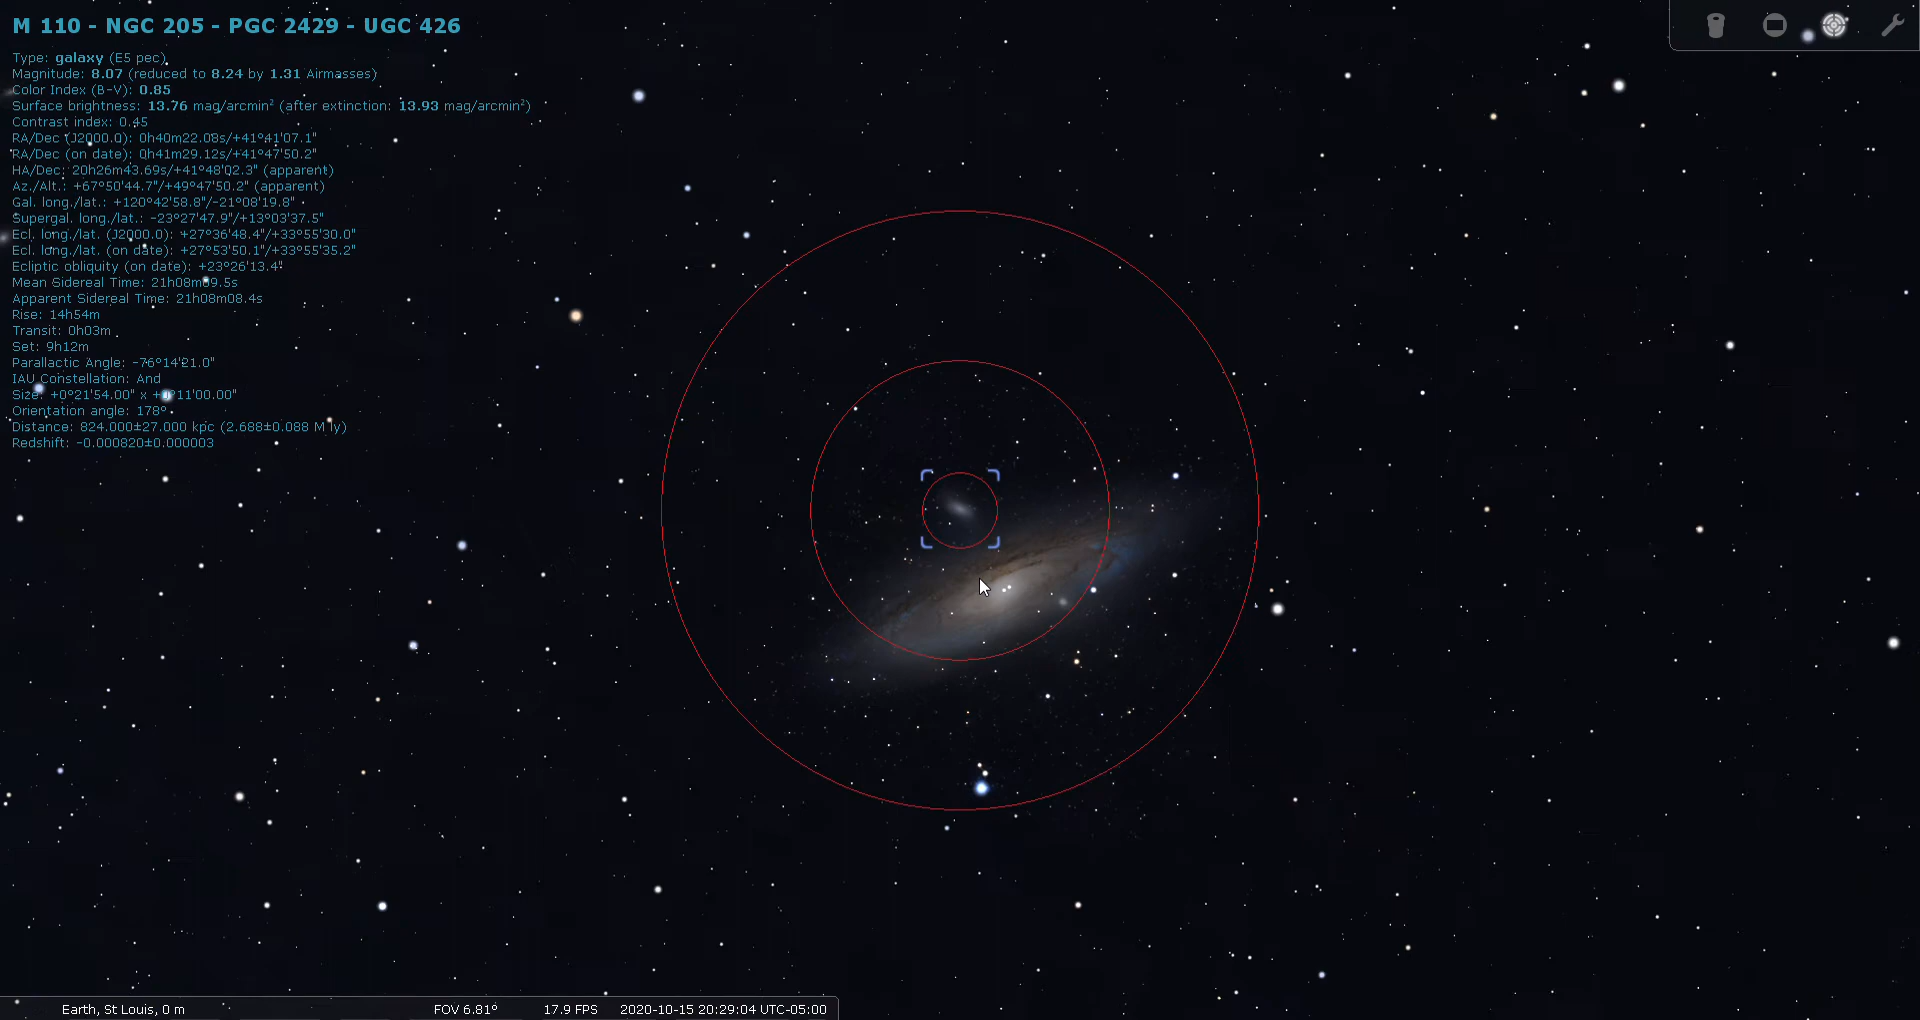 M 110 - NGC 205 - PGC 2429 - UGC 426
Type: galaxy (E5 pec)
Magnitude: 8.07 (reduced to 8.24 by 1.31 Airmasses)
Color Index (B-V): 0.85
Surface brightness: 13.76 mag/arcmin² (after extinction: 13.93 mag/arcmin²)
Contrast index: 0.45
RA/Dec (J2000.0): 0h40m22.08s/+41°41'07.1"
RA/Dec (on date): 0h41m29.12s/+41°47'50.2"
HA/Dec: 20h26m43.69s/+41°48'02.3" (apparent)
Az./Alt.: +67°50'44.7"/+49°47'50.2" (apparent)
Gal. long./lat.: +120°42'58.8"/-21°08'19.8"
Supergal. long./lat.: -23°27'47.9"/+13°03'37.5"
Ecl. long./lat. (J2000.0): +27°36'48.4"/+33°55'30.0"
Ecl. long./lat. (on date): +27°53'50.1"/+33°55'35.2"
Ecliptic obliquity (on date): +23°26'13.4"
Mean Sidereal Time: 21h08m09.5s
Apparent Sidereal Time: 21h08m08.4s
Rise: 14h54m
Transit: 0h03m
Set: 9h12m
Parallactic Angle: -76°14'21.0"
IAU Constellation: And
Size: +0°21'54.00" x +0°11'00.00"
Orientation angle: 178°
Distance: 824.000±27.000 kpc (2.688±0.088 M ly)
Redshift: -0.000820±0.000003
Earth, St Louis, 0 m FOV 6.81° 17.9 FPS 2020-10-15 20:29:04 UTC-05:00